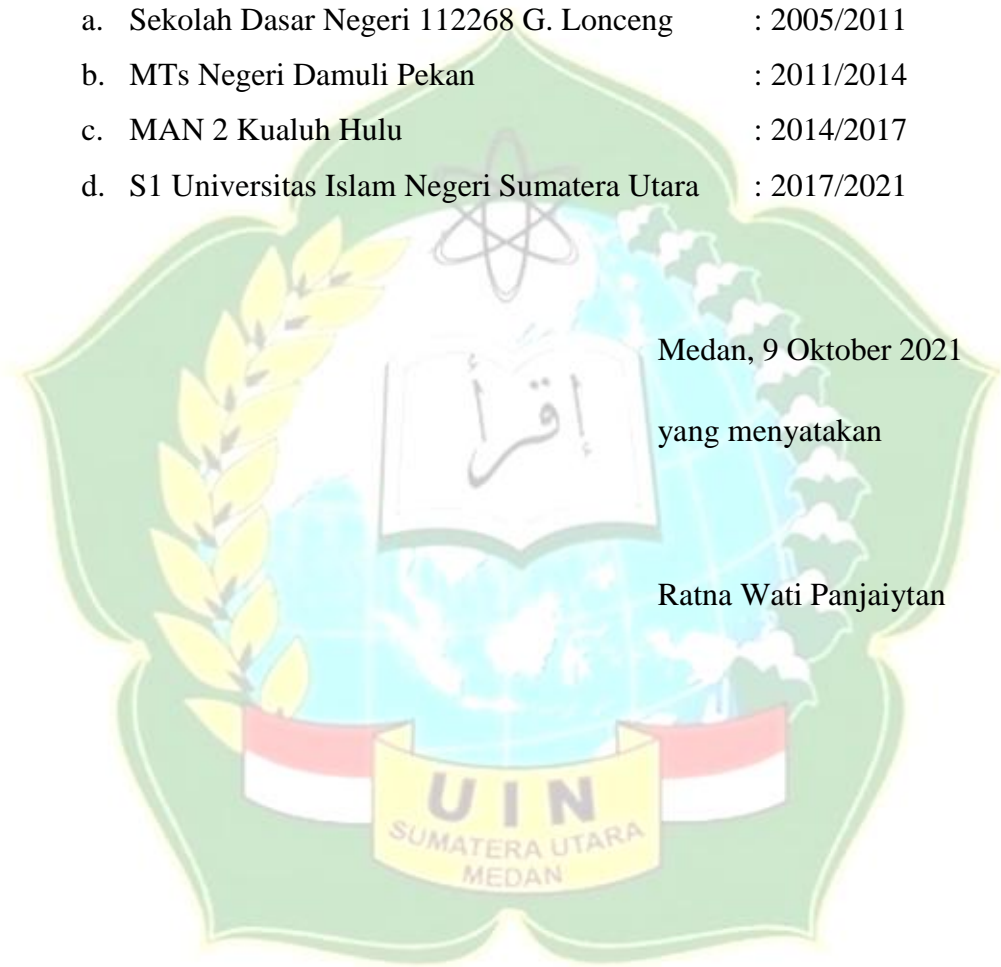 a. Sekolah Dasar Negeri 112268 G. Lonceng : 2005/2011
b. MTs Negeri Damuli Pekan : 2011/2014
c. MAN 2 Kualuh Hulu : 2014/2017
d. S1 Universitas Islam Negeri Sumatera Utara : 2017/2021
Medan, 9 Oktober 2021
إقرأ
yang menyatakan
Ratna Wati Panjaiytan
UIN
SUMATERA UTARA
MEDAN